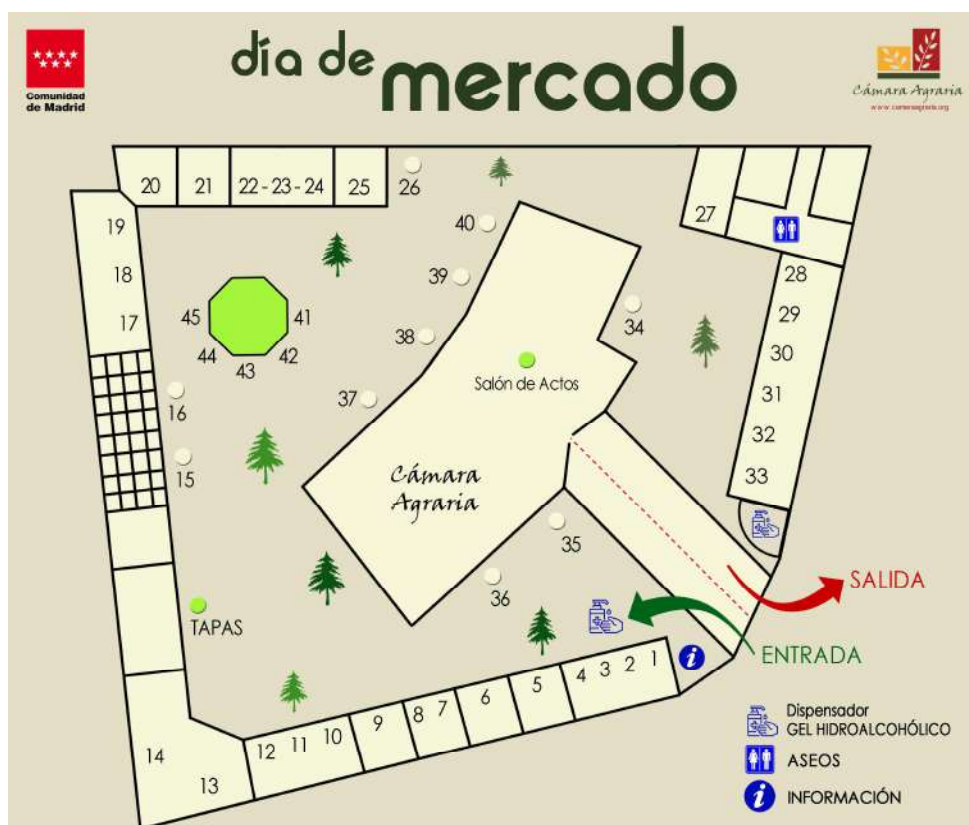 Comunidad
de Madrid
día de mercado
Cámara Agraria
www.camaraagraria.org
20
21
22 - 23 - 24
25
26
40
27
19
18
17
45
41
44
43
42
39
38
37
34
28
29
30
31
32
33
16
15
Salón de Actos
Cámara
Agraria
35
36
SALIDA
ENTRADA
TAPAS
1
2
3
4
5
6
7
8
9
10
11
12
13
14
i
Dispensador
GEL HIDROALCOHÓLICO
ASEOS
i
INFORMACIÓN